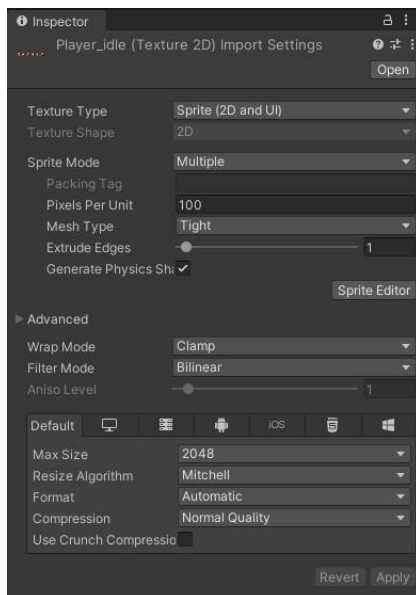 Inspector
Player_idle (Texture 2D) Import Settings
Open
Texture Type Sprite (2D and UI)
Texture Shape 2D
Sprite Mode Multiple
Packing Tag
Pixels Per Unit 100
Mesh Type Tight
Extrude Edges 1
Generate Physics Sha
Sprite Editor
Advanced
Wrap Mode Clamp
Filter Mode Bilinear
Aniso Level 1
Default iOS
Max Size 2048
Resize Algorithm Mitchell
Format Automatic
Compression Normal Quality
Use Crunch Compressio
Revert Apply